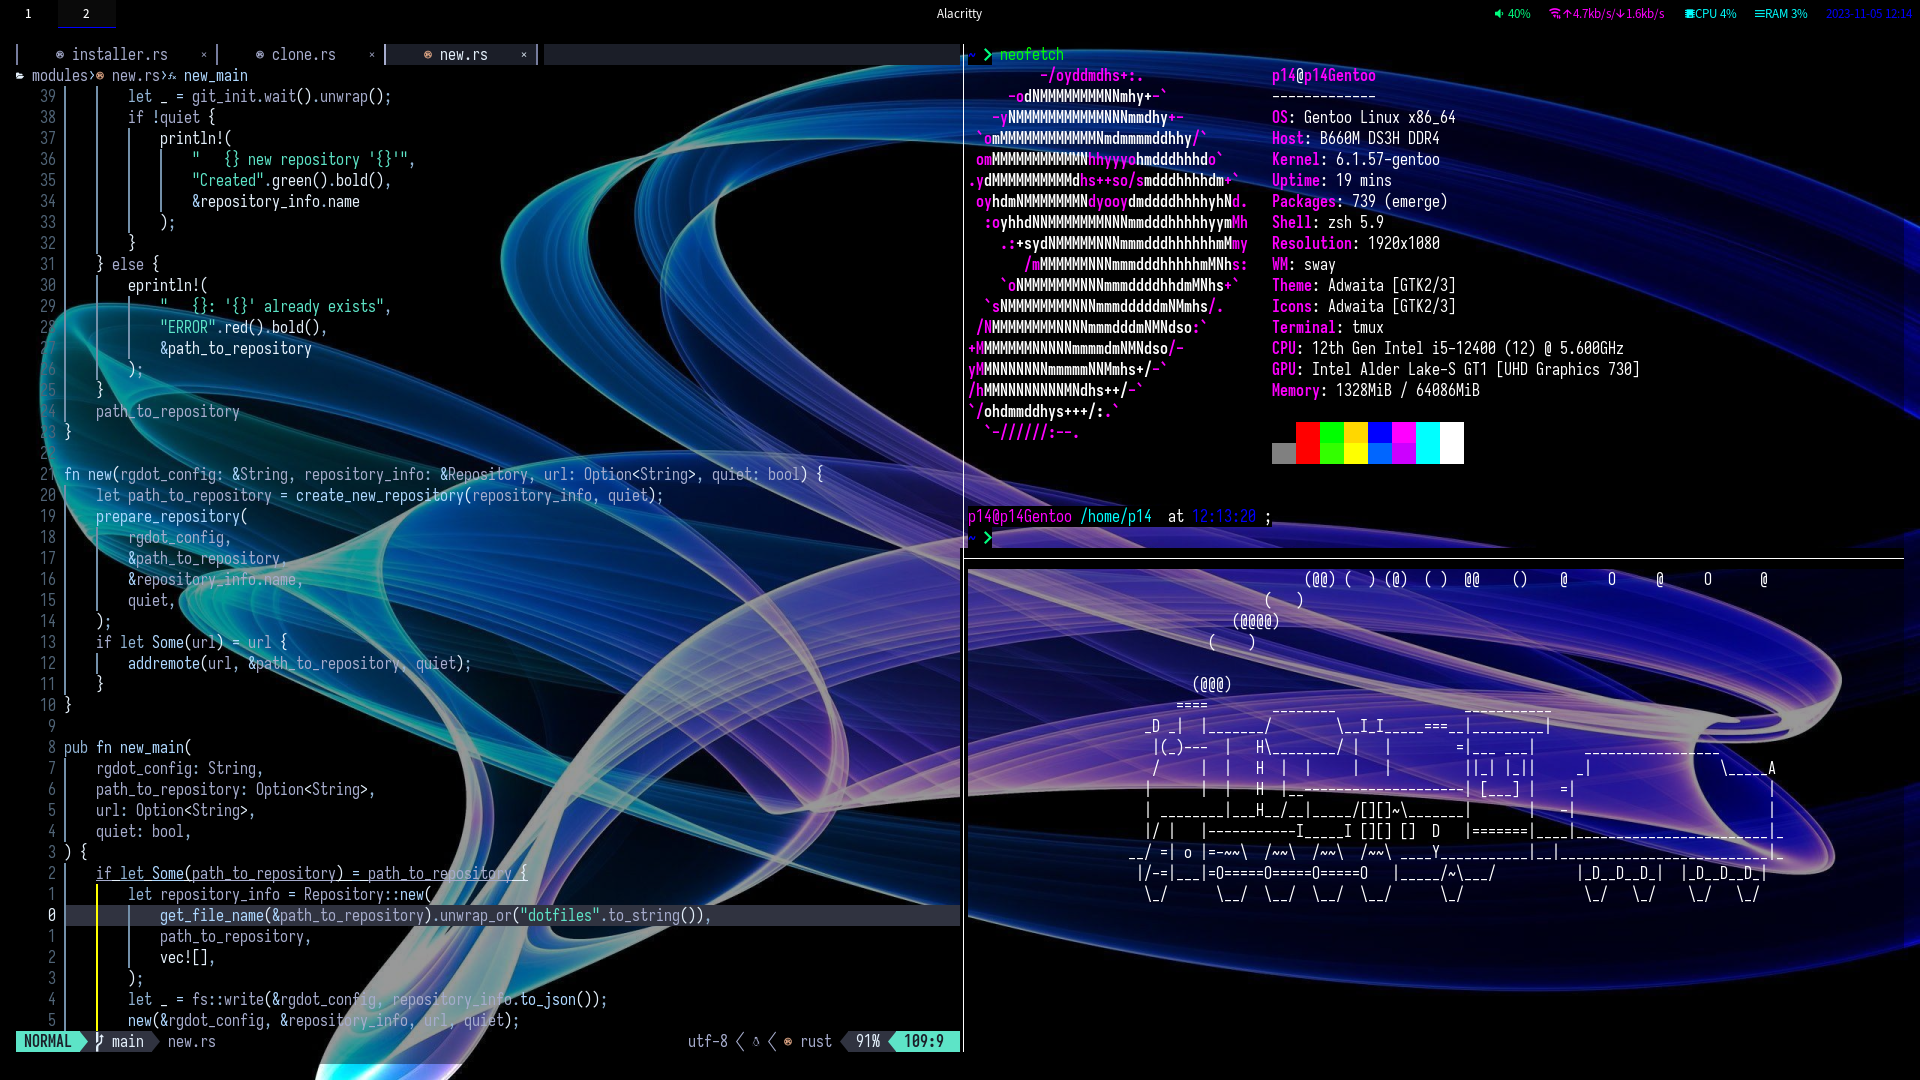 1 2 Alacritty 40% 4.7kb/s/ 1.6kb/s CPU 4% RAM 3% 2023-11-05 12:14
installer.rs × clone.rs × new.rs ×
modules › new.rs › new_main
39 let _ = git_init.wait().unwrap();
38 if !quiet {
37 println!(
36 "   {} new repository '{}'",
35 "Created".green().bold(),
34 &repository_info.name
33 );
32 }
31 } else {
30 eprintln!(
29 "   {}: '{}' already exists",
28 "ERROR".red().bold(),
27 &path_to_repository
26 );
25 }
24 path_to_repository
23 }
22
21 fn new(rgdot_config: &String, repository_info: &Repository, url: Option<String>, quiet: bool) {
20 let path_to_repository = create_new_repository(repository_info, quiet);
19 prepare_repository(
18 rgdot_config,
17 &path_to_repository,
16 &repository_info.name,
15 quiet,
14 );
13 if let Some(url) = url {
12 addremote(url, &path_to_repository, quiet);
11 }
10 }
9
8 pub fn new_main(
7 rgdot_config: String,
6 path_to_repository: Option<String>,
5 url: Option<String>,
4 quiet: bool,
3 ) {
2 if let Some(path_to_repository) = path_to_repository {
1 let repository_info = Repository::new(
0 get_file_name(&path_to_repository).unwrap_or("dotfiles".to_string()),
1 path_to_repository,
2 vec![],
3 );
4 let _ = fs::write(&rgdot_config, repository_info.to_json());
5 new(&rgdot_config, &repository_info, url, quiet);
NORMAL main new.rs utf-8 rust 91% 109:9
~ ❯ neofetch
p14@p14Gentoo
-------------
OS: Gentoo Linux x86_64
Host: B660M DS3H DDR4
Kernel: 6.1.57-gentoo
Uptime: 19 mins
Packages: 739 (emerge)
Shell: zsh 5.9
Resolution: 1920x1080
WM: sway
Theme: Adwaita [GTK2/3]
Icons: Adwaita [GTK2/3]
Terminal: tmux
CPU: 12th Gen Intel i5-12400 (12) @ 5.600GHz
GPU: Intel Alder Lake-S GT1 [UHD Graphics 730]
Memory: 1328MiB / 64086MiB
p14@p14Gentoo /home/p14  at 12:13:20 ;
~ ❯